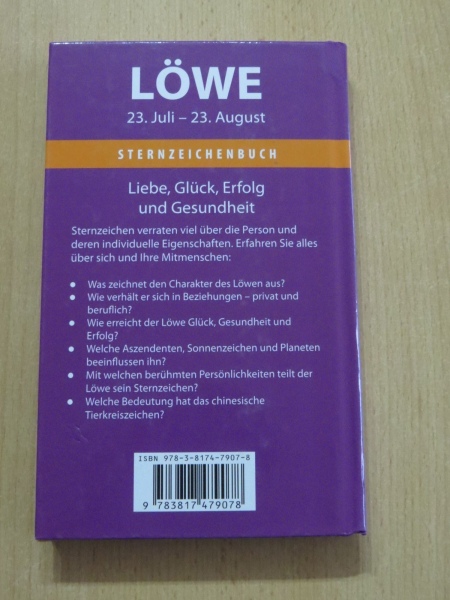 LÖWE
23. Juli – 23. August
STERNZEICHENBUCH
Liebe, Glück, Erfolg
und Gesundheit
Sternzeichen verraten viel über die Person und
deren individuelle Eigenschaften. Erfahren Sie alles
über sich und Ihre Mitmenschen:
● Was zeichnet den Charakter des Löwen aus?
● Wie verhält er sich in Beziehungen – privat und
beruflich?
● Wie erreicht der Löwe Glück, Gesundheit und
Erfolg?
● Welche Aszendenten, Sonnenzeichen und Planeten
beeinflussen ihn?
● Mit welchen berühmten Persönlichkeiten teilt der
Löwe sein Sternzeichen?
● Welche Bedeutung hat das chinesische
Tierkreiszeichen?
ISBN 978-3-8174-7907-8
9 783817 479078